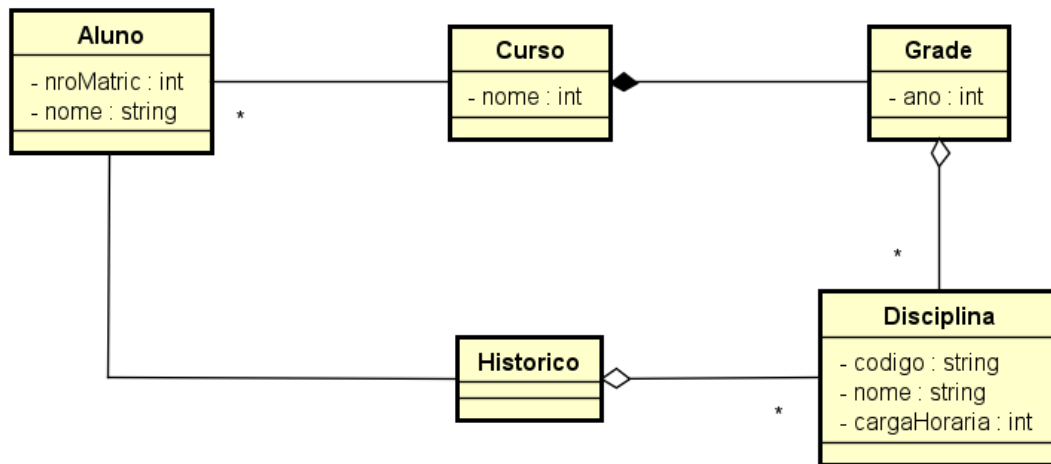 Aluno
- nroMatric : int
- nome : string
*
Curso
- nome : int
Grade
- ano : int
*
Disciplina
- codigo : string
- nome : string
- cargaHoraria : int
Historico
*